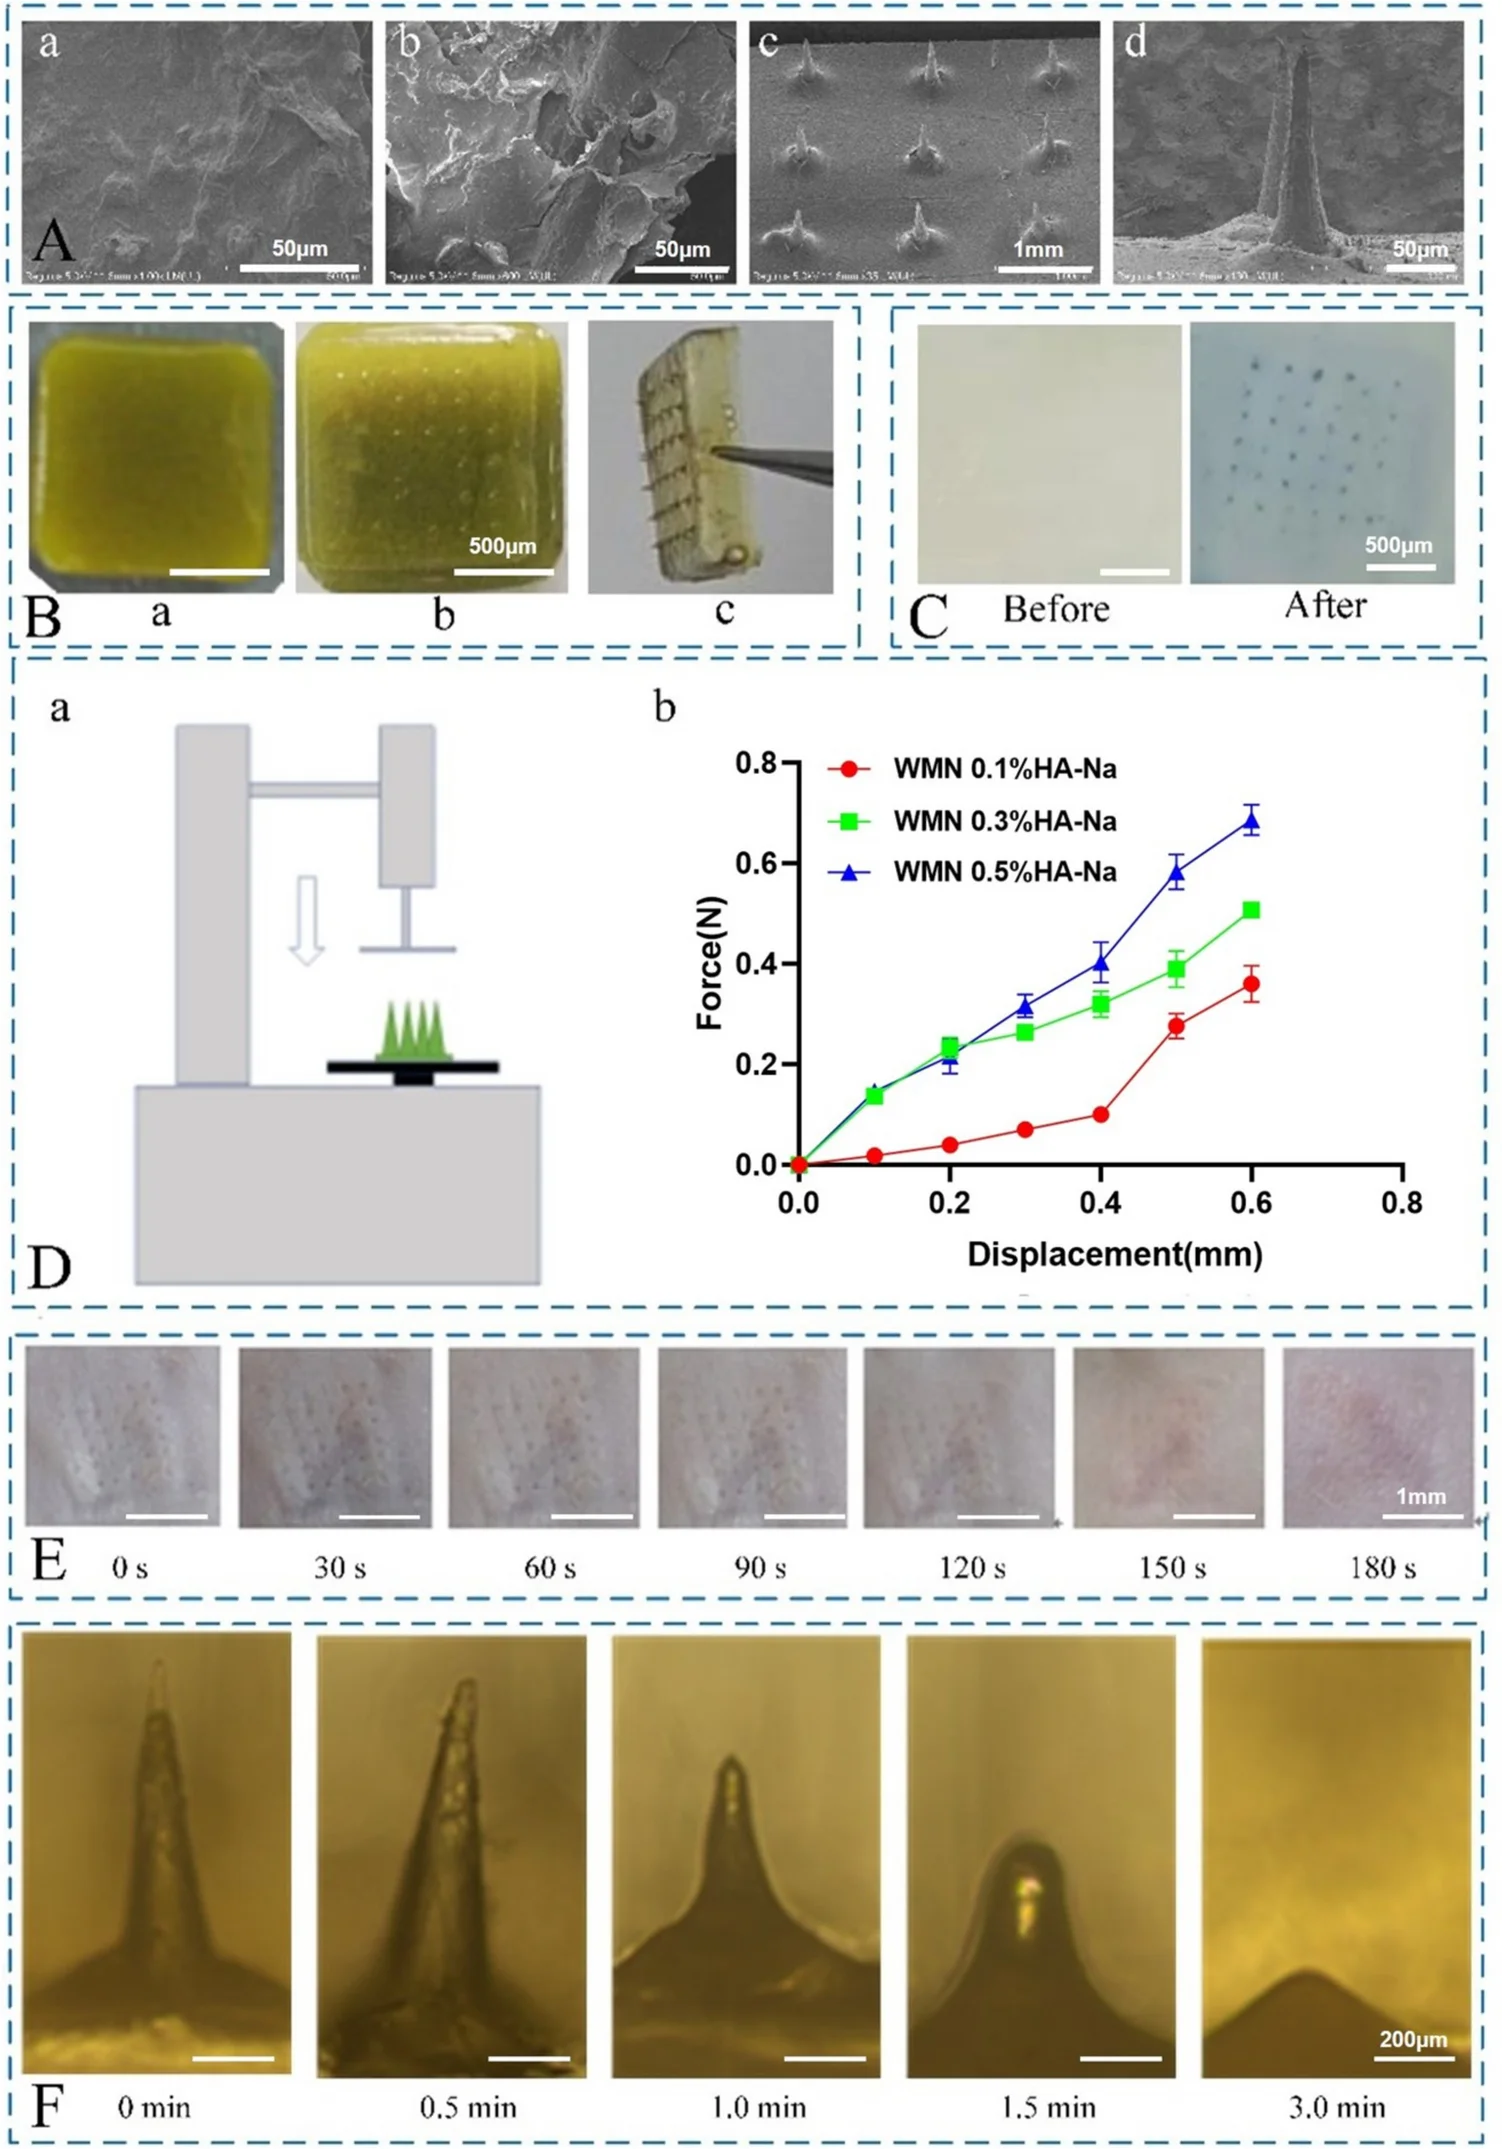 a
b
c
d
50μm
50μm
1mm
50μm
A
500μm
a
b
c
B
500μm
Before
After
C
a
b
0.8
0.6
0.4
0.2
0.0
WMN 0.1%HA-Na
WMN 0.3%HA-Na
WMN 0.5%HA-Na
Force(N)
0.0
0.2
0.4
0.6
0.8
Displacement(mm)
D
1mm
E
0 s
30 s
60 s
90 s
120 s
150 s
180 s
200μm
F
0 min
0.5 min
1.0 min
1.5 min
3.0 min